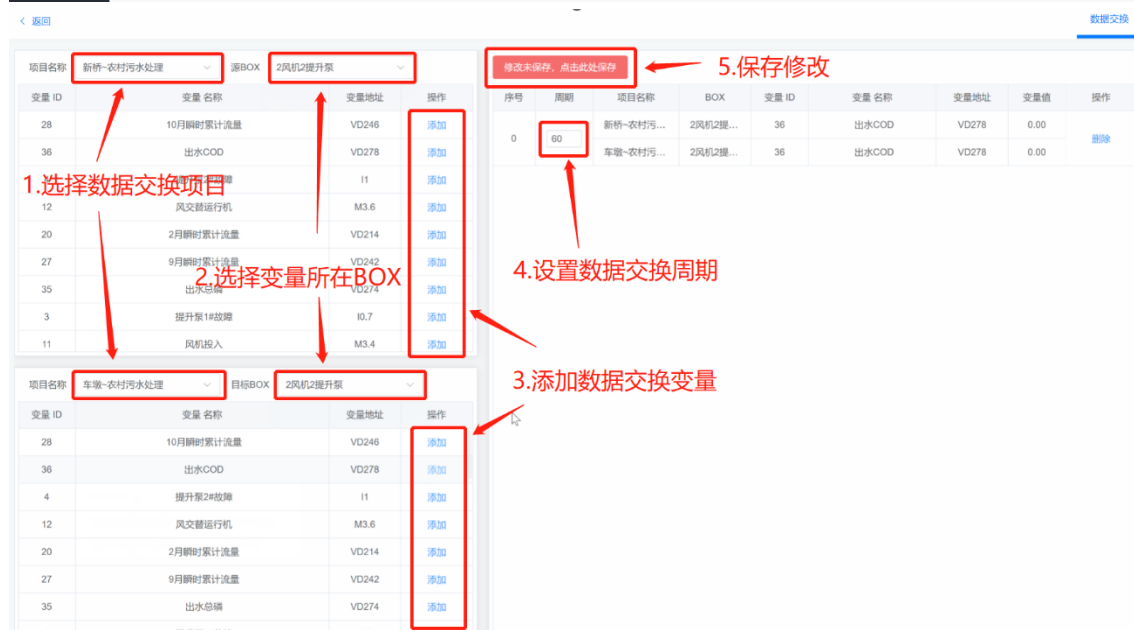 返回
数据交换
项目名称 新桥~农村污水处理 源BOX 2风机2提升泵
变量 ID 变量 名称 变量地址 操作
28 10月瞬时累计流量 VD246 添加
36 出水COD VD278 添加
I1 添加
12 风交替运行机 M3.6 添加
20 2月瞬时累计流量 VD214 添加
27 9月瞬时累计流量 VD242 添加
35 出水总磷 VD274 添加
3 提升泵1#故障 I0.7 添加
11 风机投入 M3.4 添加
1.选择数据交换项目
2.选择变量所在BOX
项目名称 车墩~农村污水处理 目标BOX 2风机2提升泵
变量 ID 变量 名称 变量地址 操作
28 10月瞬时累计流量 VD246 添加
36 出水COD VD278 添加
4 提升泵2#故障 I1 添加
12 风交替运行机 M3.6 添加
20 2月瞬时累计流量 VD214 添加
27 9月瞬时累计流量 VD242 添加
35 出水总磷 VD274 添加
修改未保存，点击此处保存
5.保存修改
序号 周期 项目名称 BOX 变量 ID 变量 名称 变量地址 变量值 操作
0 60 新桥~农村污... 2风机2提... 36 出水COD VD278 0.00 删除
车墩~农村污... 2风机2提... 36 出水COD VD278 0.00
4.设置数据交换周期
3.添加数据交换变量